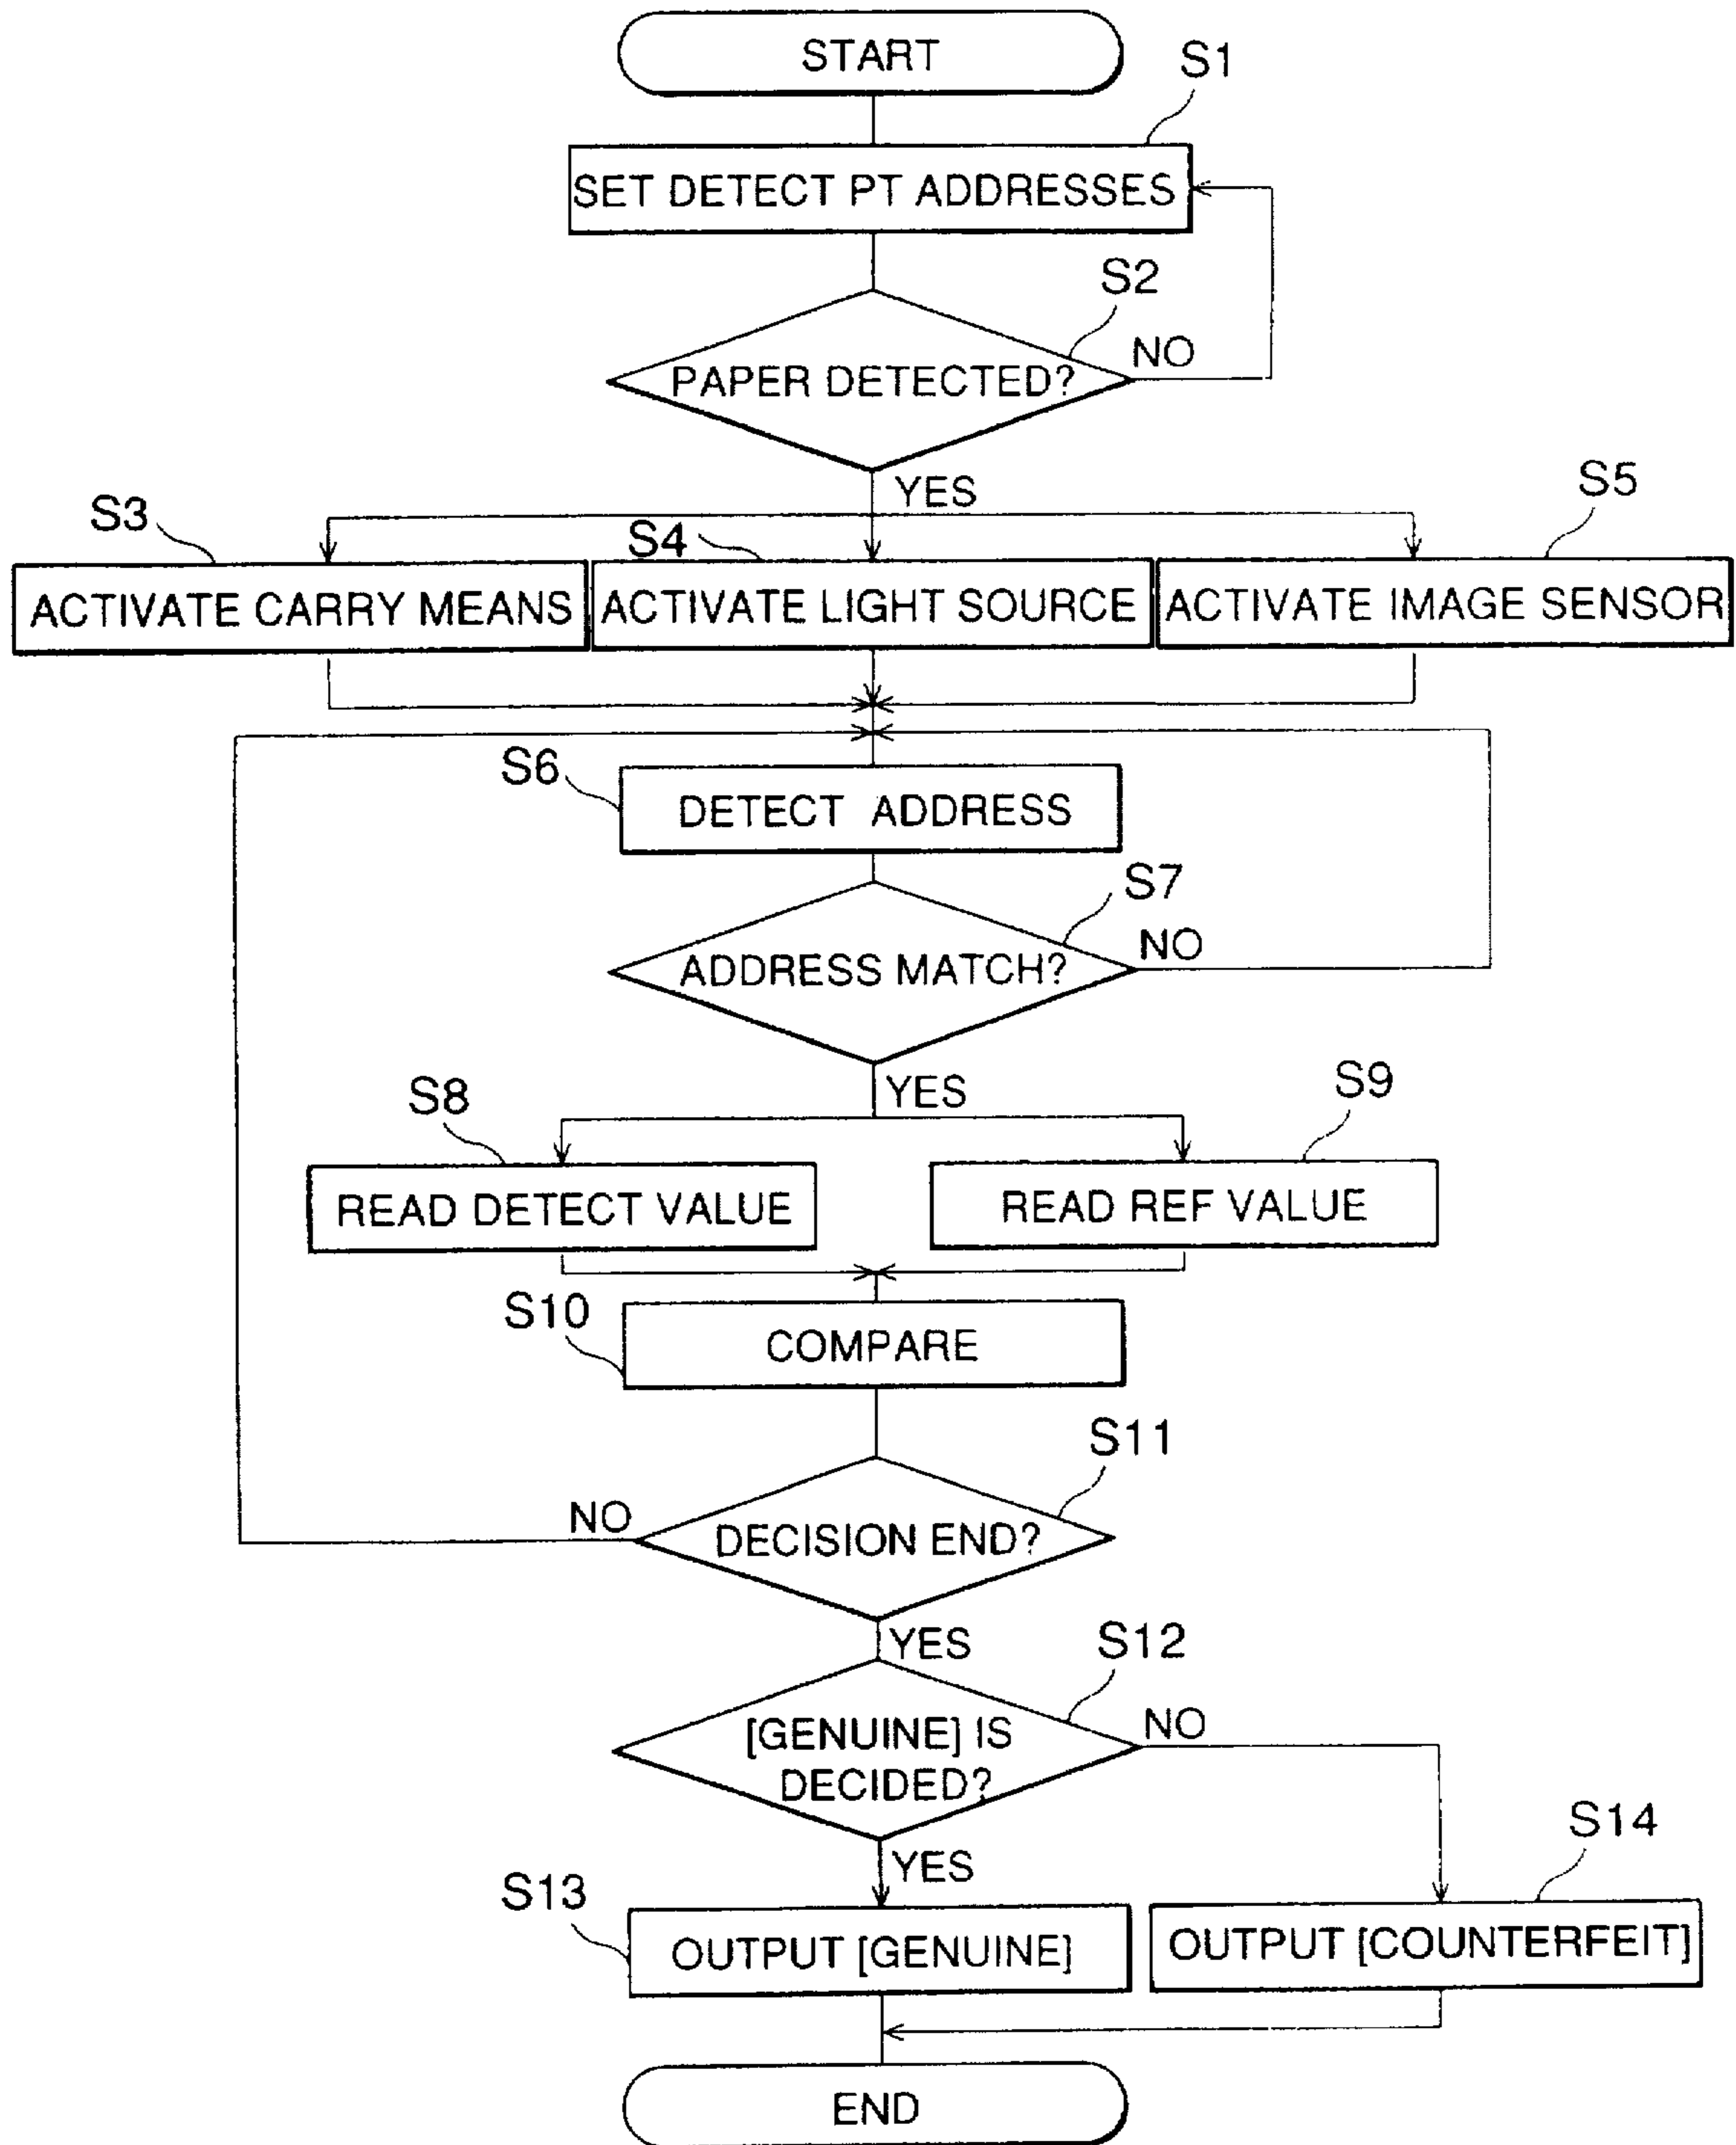 START
S1
SET DETECT PT ADDRESSES
S2
PAPER DETECTED?
NO
YES
S3
S4
S5
ACTIVATE CARRY MEANS
ACTIVATE LIGHT SOURCE
ACTIVATE IMAGE SENSOR
S6
DETECT ADDRESS
S7
ADDRESS MATCH?
NO
YES
S8
S9
READ DETECT VALUE
READ REF VALUE
S10
COMPARE
S11
NO
DECISION END?
YES
S12
[GENUINE] IS
DECIDED?
NO
YES
S13
S14
OUTPUT [GENUINE]
OUTPUT [COUNTERFEIT]
END